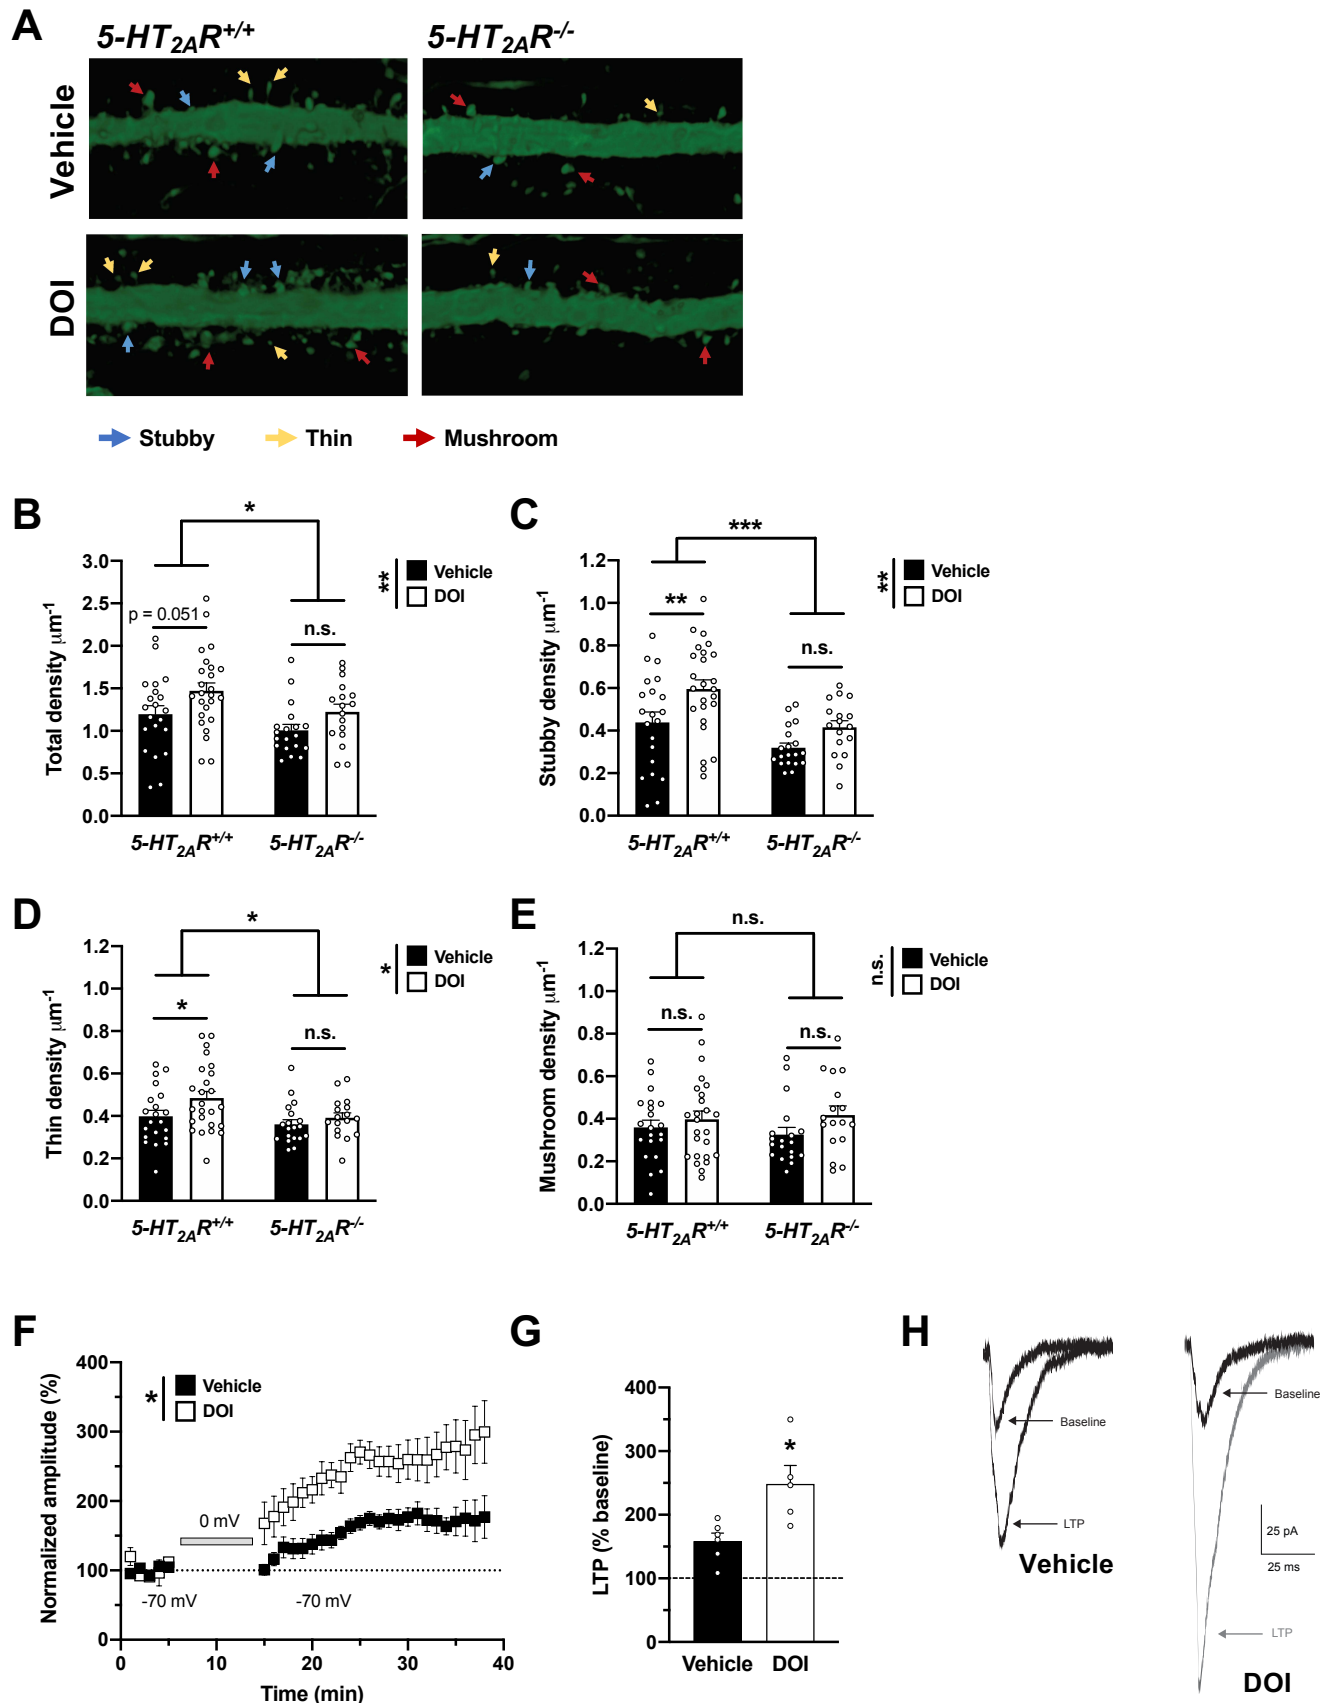 A
5-HT2AR+/+
5-HT2AR-/-
Vehicle
DOI
Stubby
Thin
Mushroom
B
*
Total density μm-1
3.0
2.5
2.0
1.5
1.0
0.5
0.0
p = 0.051
n.s.
**
Vehicle
DOI
5-HT2AR+/+
5-HT2AR-/-
C
***
Stubby density μm-1
1.2
1.0
0.8
0.6
0.4
0.2
0.0
**
n.s.
**
Vehicle
DOI
5-HT2AR+/+
5-HT2AR-/-
D
*
Thin density μm-1
1.2
1.0
0.8
0.6
0.4
0.2
0.0
*
n.s.
*
Vehicle
DOI
5-HT2AR+/+
5-HT2AR-/-
E
n.s.
Mushroom density μm-1
1.2
1.0
0.8
0.6
0.4
0.2
0.0
n.s.
n.s.
n.s.
Vehicle
DOI
5-HT2AR+/+
5-HT2AR-/-
F
Normalized amplitude (%)
400
300
200
100
0
*
Vehicle
DOI
0 mV
-70 mV
-70 mV
0
10
20
30
40
Time (min)
G
LTP (% baseline)
400
300
200
100
0
*
Vehicle
DOI
H
Baseline
LTP
Vehicle
Baseline
25 pA
25 ms
LTP
DOI